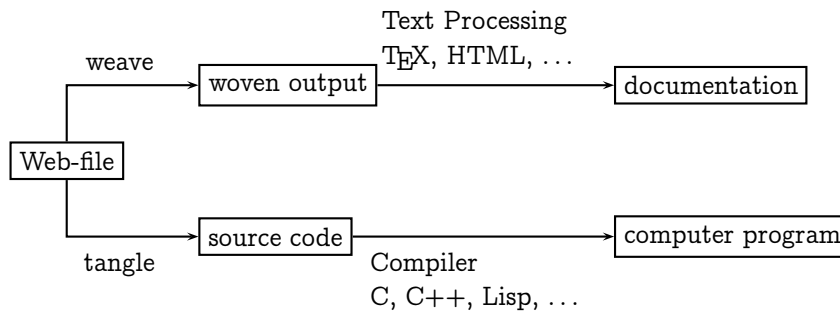 Text Processing
TEX, HTML, ...
weave
woven output
documentation
Web-file
source code
computer program
tangle
Compiler
C, C++, Lisp, ...